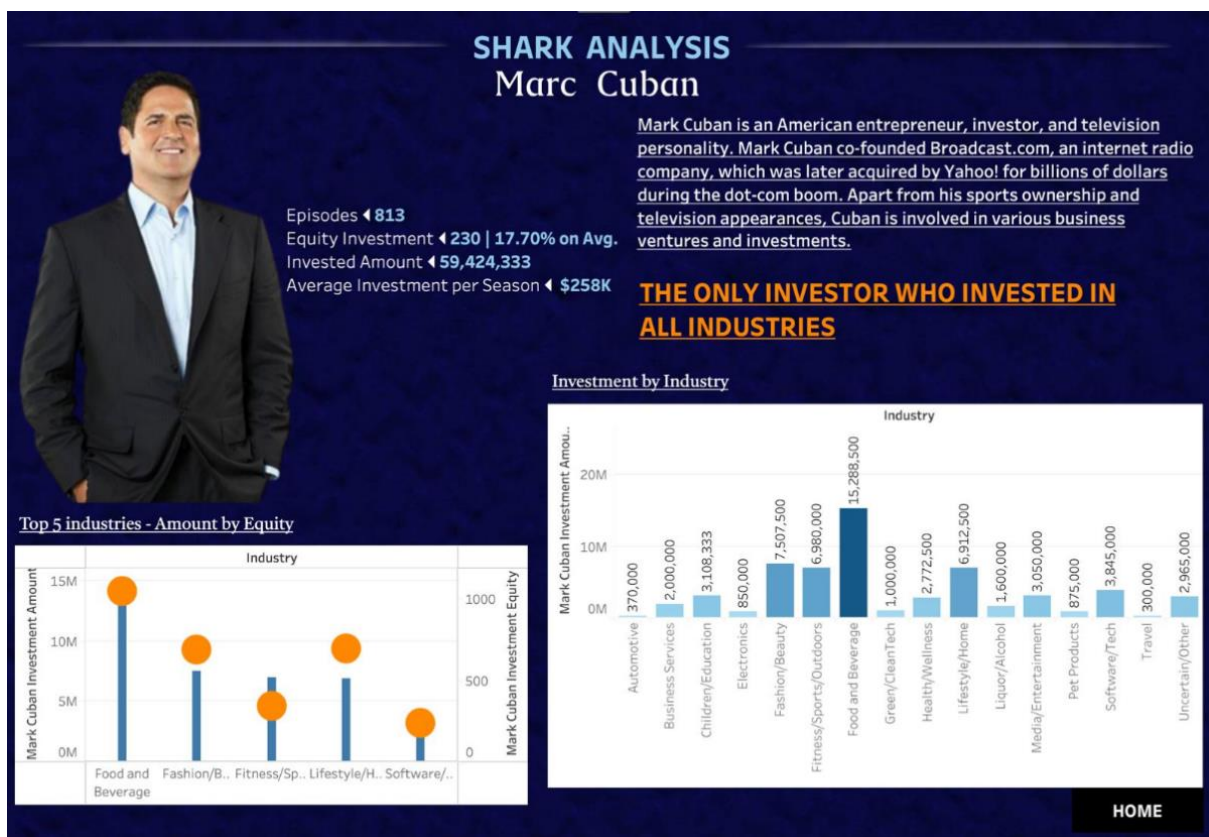 SHARK ANALYSIS
Marc Cuban
Mark Cuban is an American entrepreneur, investor, and television
personality. Mark Cuban co-founded Broadcast.com, an internet radio
company, which was later acquired by Yahoo! for billions of dollars
during the dot-com boom. Apart from his sports ownership and
television appearances, Cuban is involved in various business
ventures and investments.
Episodes 813
Equity Investment 230 | 17.70% on Avg.
Invested Amount 59,424,333
Average Investment per Season $258K
THE ONLY INVESTOR WHO INVESTED IN
ALL INDUSTRIES
Investment by Industry
Industry
Mark Cuban Investment Amou..
20M
10M
0M
370,000
2,000,000
3,108,333
850,000
7,507,500
6,980,000
15,288,500
1,000,000
2,772,500
6,912,500
1,600,000
3,050,000
875,000
3,845,000
300,000
2,965,000
Automotive
Business Services
Children/Education
Electronics
Fashion/Beauty
Fitness/Sports/Outdoors
Food and Beverage
Green/CleanTech
Health/Wellness
Lifestyle/Home
Liquor/Alcohol
Media/Entertainment
Pet Products
Software/Tech
Travel
Uncertain/Other
Top 5 industries - Amount by Equity
Industry
Mark Cuban Investment Amount
15M
10M
5M
0M
1000
500
0
Mark Cuban Investment Equity
Food and
Beverage
Fashion/B..
Fitness/Sp..
Lifestyle/H..
Software/..
HOME